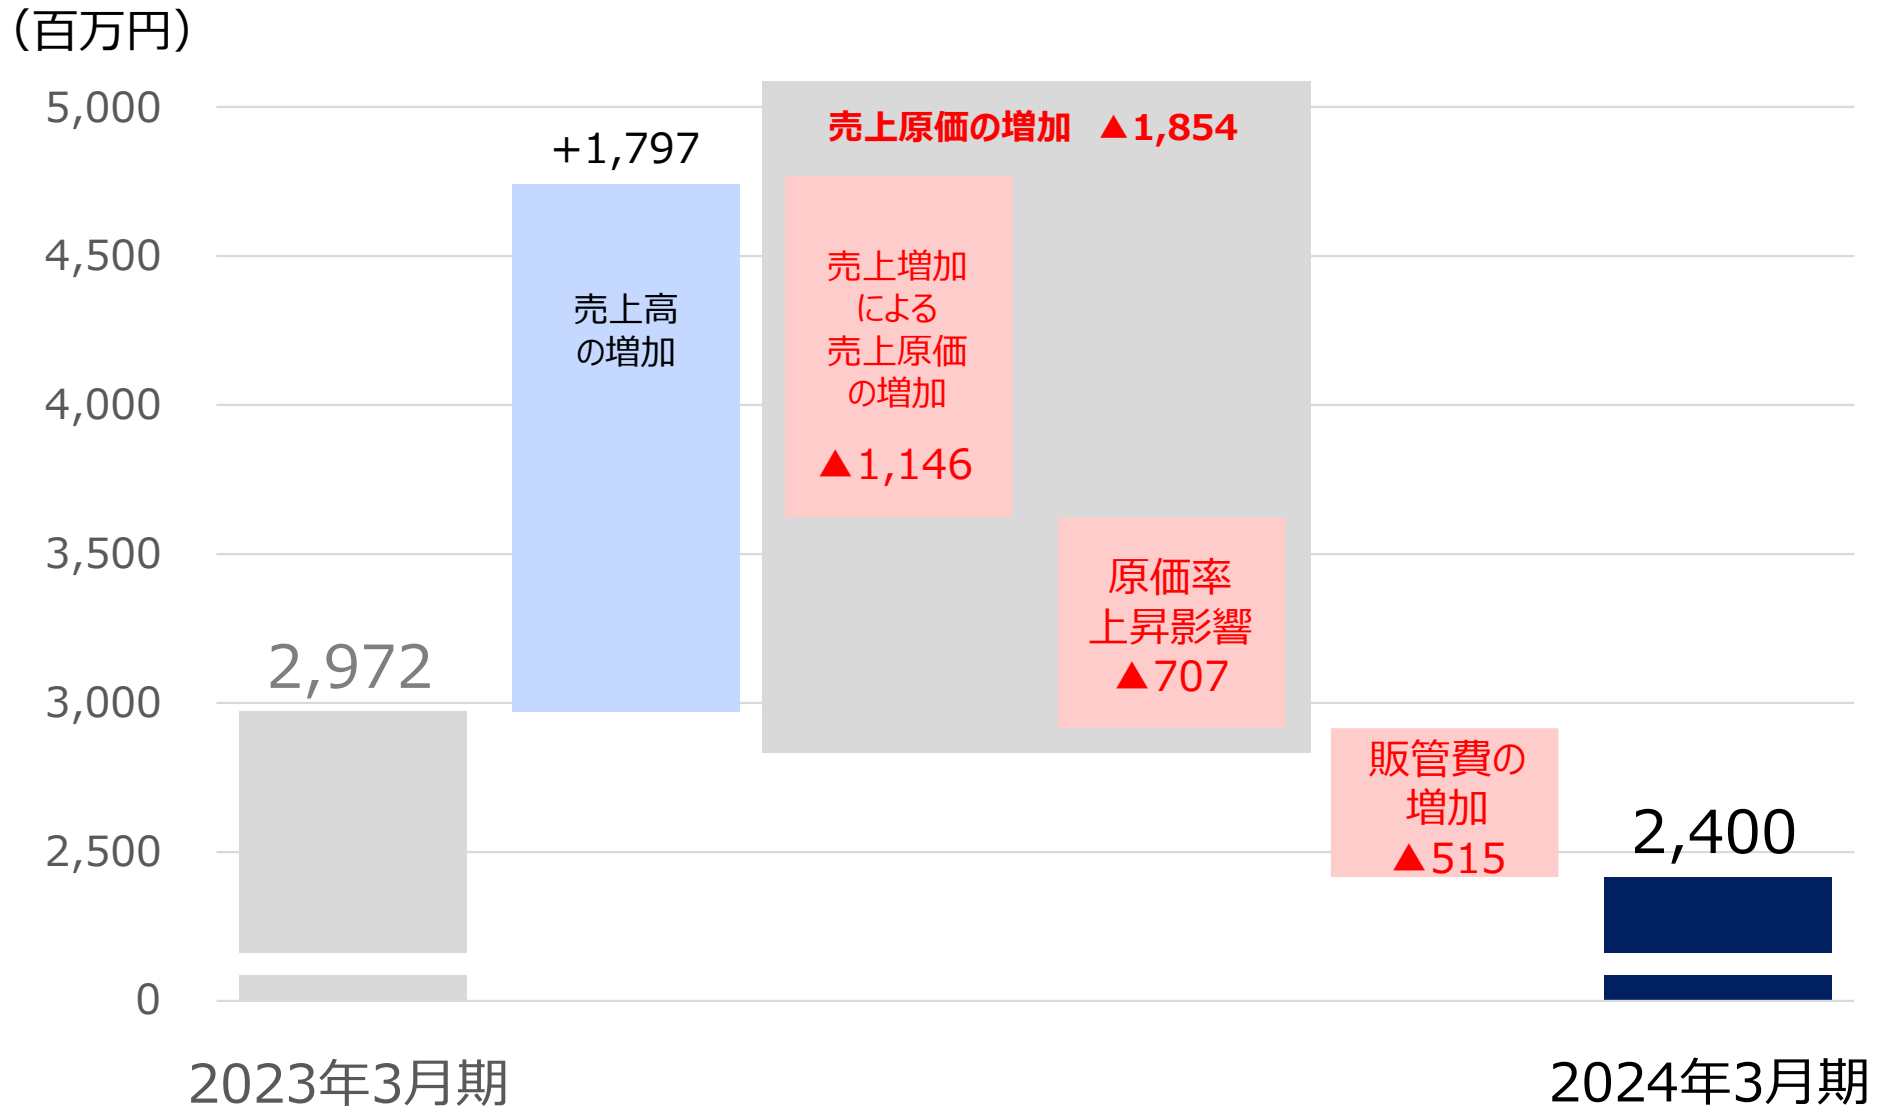 （百万円）
5,000
4,500
4,000
3,500
3,000
2,500
0
2,972
2023年3月期
+1,797
売上高
の増加
売上原価の増加 ▲1,854
売上増加
による
売上原価
の増加
▲1,146
原価率
上昇影響
▲707
販管費の
増加
▲515
2,400
2024年3月期